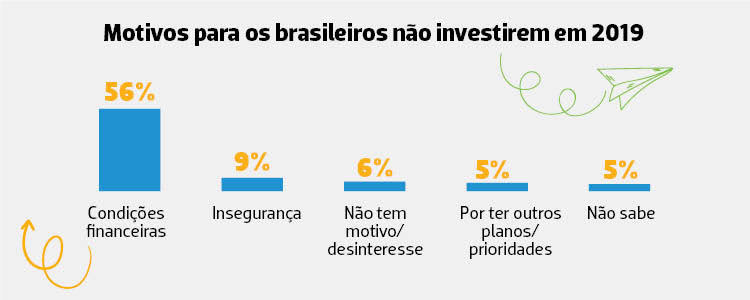 Motivos para os brasileiros não investirem em 2019
56%
9%
6%
5%
5%
Condições
financeiras
Insegurança
Não tem
motivo/
desinteresse
Por ter outros
planos/
prioridades
Não sabe